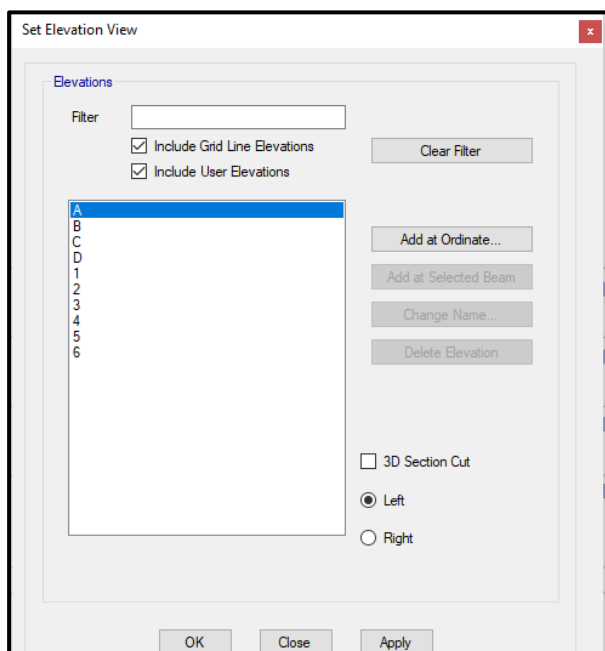 Set Elevation View
x
Elevations
Filter
Include Grid Line Elevations
Clear Filter
Include User Elevations
A
B
C
D
1
2
3
4
5
6
Add at Ordinate...
Add at Selected Beam
Change Name...
Delete Elevation
3D Section Cut
Left
Right
OK Close Apply